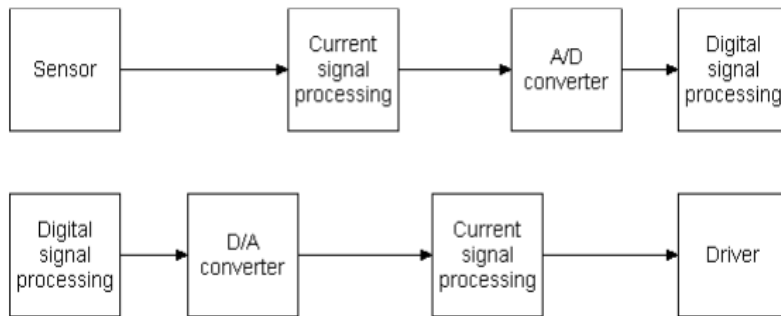 Sensor
Current
signal
processing
A/D
converter
Digital
signal
processing
Digital
signal
processing
D/A
converter
Current
signal
processing
Driver